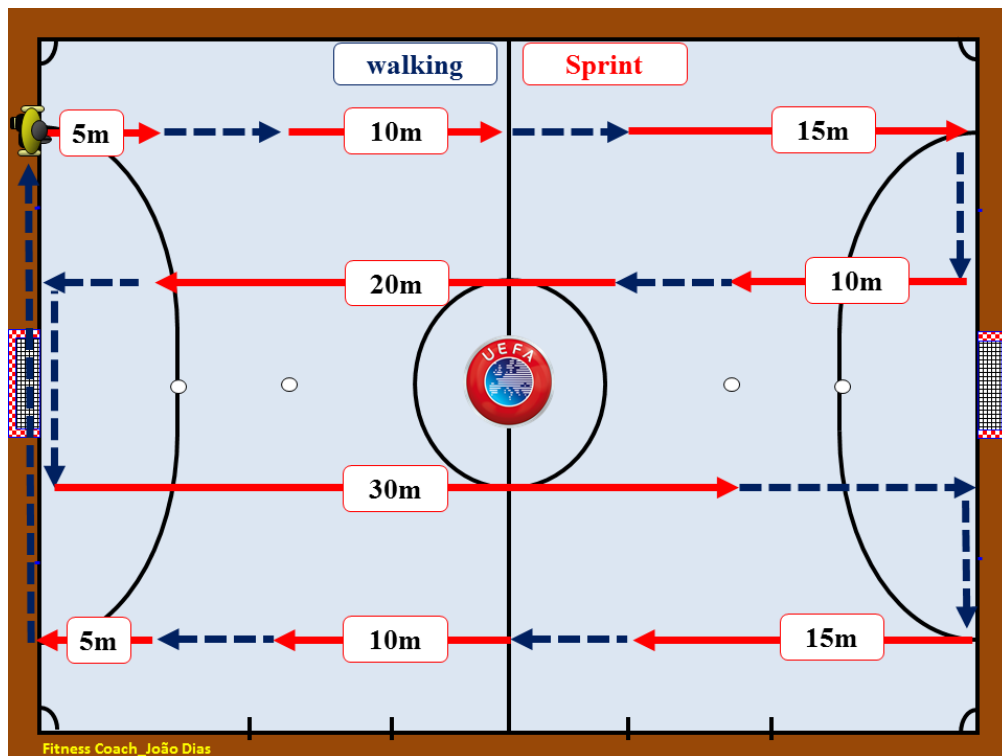 walking
Sprint
5m
10m
15m
20m
10m
UEFA
30m
5m
10m
15m
Fitness Coach_João Dias